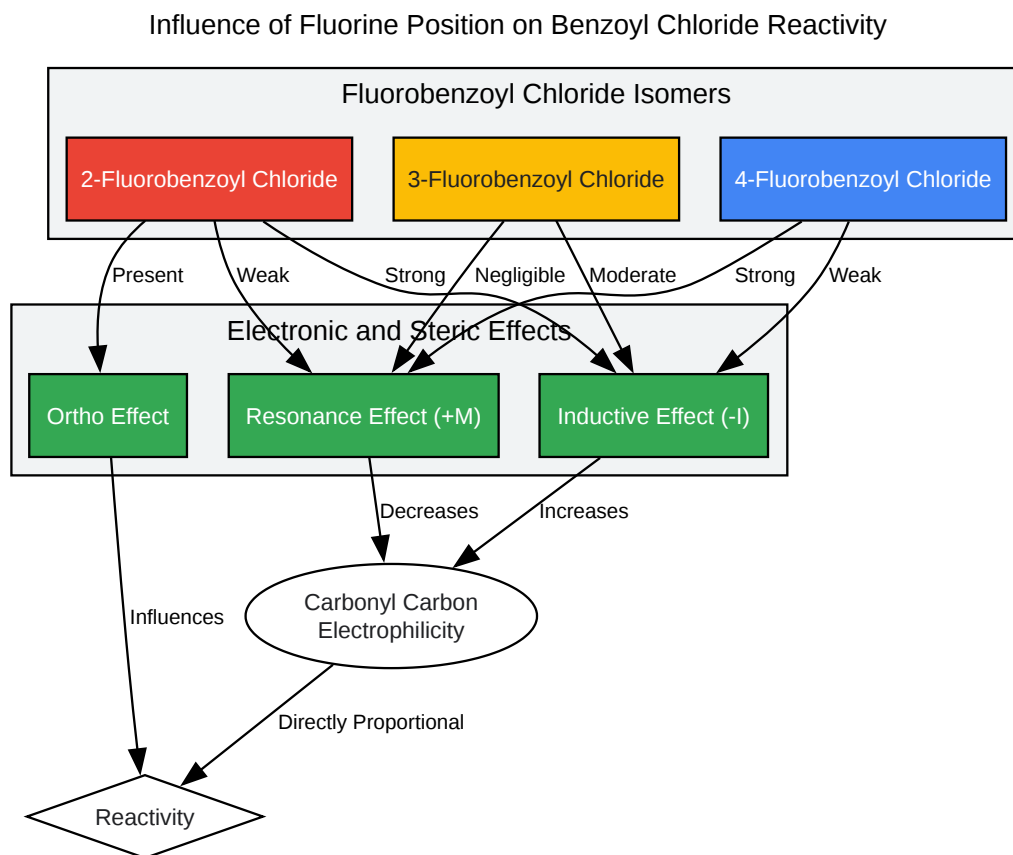 Influence of Fluorine Position on Benzoyl Chloride Reactivity
Fluorobenzoyl Chloride Isomers
2-Fluorobenzoyl Chloride
3-Fluorobenzoyl Chloride
4-Fluorobenzoyl Chloride
Present
Weak
Strong
Negligible
Moderate
Strong
Weak
Electronic and Steric Effects
Ortho Effect
Resonance Effect (+M)
Inductive Effect (-I)
Decreases
Increases
Carbonyl Carbon
Electrophilicity
Influences
Directly Proportional
Reactivity